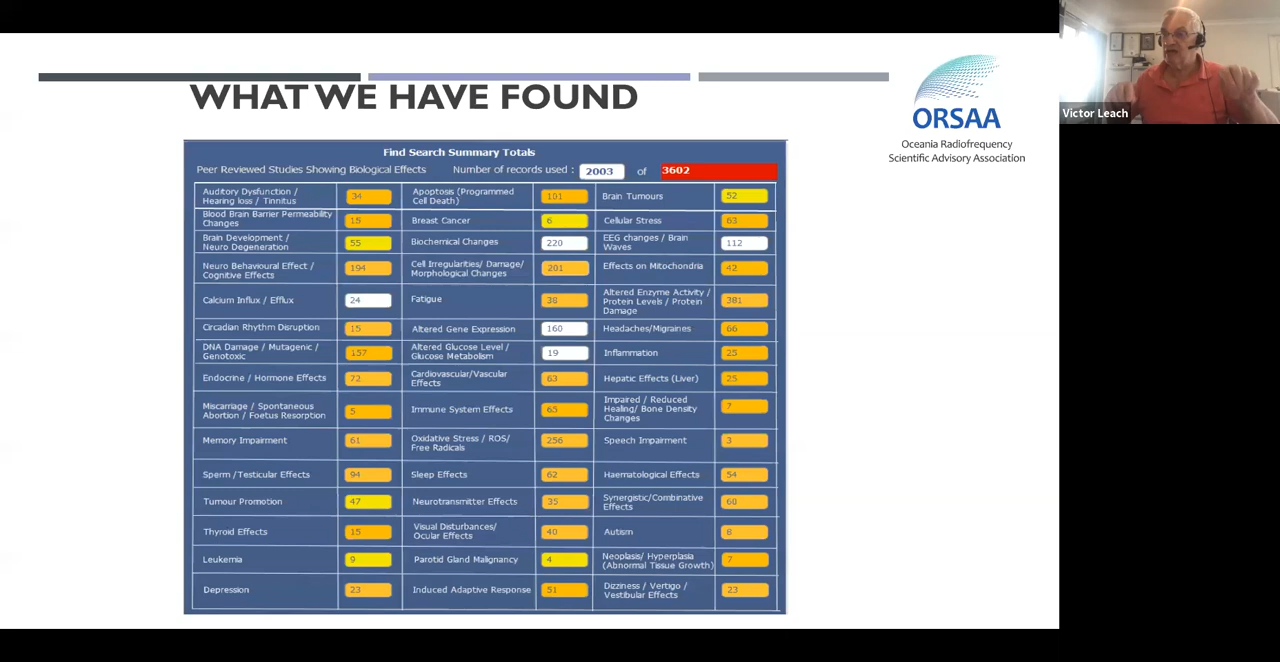 WHAT WE HAVE FOUND
ORSAA
Oceania Radiofrequency
Scientific Advisory Association
Victor Leach
Find Search Summary Totals
Peer Reviewed Studies Showing Biological Effects Number of records used : 2003 of 3602
Auditory Dysfunction /
Hearing loss / Tinnitus
34
Apoptosis (Programmed
Cell Death)
101
Brain Tumours
52
Blood Brain Barrier Permeability
Changes
15
Breast Cancer
6
Cellular Stress
63
Brain Development /
Neuro Degeneration
55
Biochemical Changes
220
EEG changes / Brain
Waves
112
Neuro Behavioural Effect /
Cognitive Effects
194
Cell Irregularities/ Damage/
Morphological Changes
201
Effects on Mitochondria
42
Calcium Influx / Efflux
24
Fatigue
38
Altered Enzyme Activity /
Protein Levels / Protein
Damage
381
Circadian Rhythm Disruption
15
Altered Gene Expression
160
Headaches/Migraines
66
DNA Damage / Mutagenic /
Genotoxic
157
Altered Glucose Level /
Glucose Metabolism
19
Inflammation
25
Endocrine / Hormone Effects
72
Cardiovascular/Vascular
Effects
63
Hepatic Effects (Liver)
25
Miscarriage / Spontaneous
Abortion / Foetus Resorption
5
Immune System Effects
65
Impaired / Reduced
Healing/ Bone Density
Changes
7
Memory Impairment
61
Oxidative Stress / ROS/
Free Radicals
256
Speech Impairment
3
Sperm /Testicular Effects
94
Sleep Effects
62
Haematological Effects
54
Tumour Promotion
47
Neurotransmitter Effects
35
Synergistic/Combinative
Effects
60
Thyroid Effects
15
Visual Disturbances/
Ocular Effects
40
Autism
8
Leukemia
9
Parotid Gland Malignancy
4
Neoplasis/ Hyperplasia
(Abnormal Tissue Growth)
7
Depression
23
Induced Adaptive Response
51
Dizziness / Vertigo /
Vestibular Effects
23